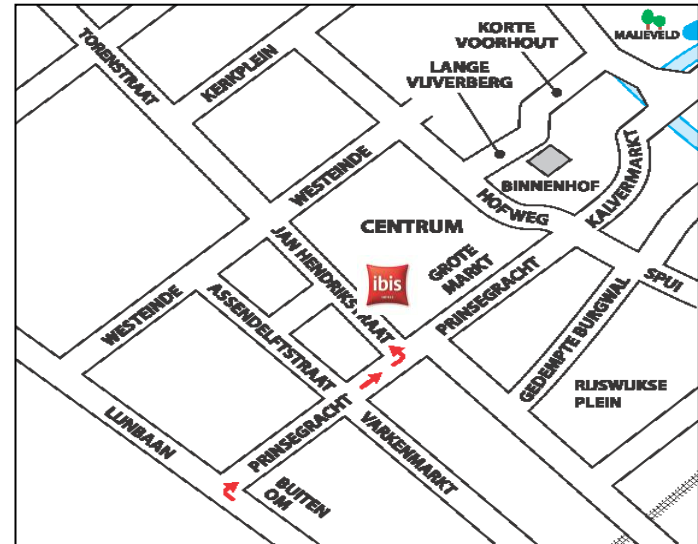 KORTE
VOORHOUT
MALIEVELD
TORENSTRAAT
KERKPLEIN
LANGE
VIJVERBERG
WESTEINDE
BINNENHOF
KALVERMARKT
HOFWEG
CENTRUM
JAN HENDRIKSTRAAT
GROTE
MARKT
ibis
HOTEL
PRINSEGRACHT
SPUI
WESTEINDE
ASSENDELFTSTRAAT
GEDEMPTE BURGWAL
RIJSWIJKSE
PLEIN
LIJNBAAN
PRINSEGRACHT
VARKENMARKT
BUITEN
OM